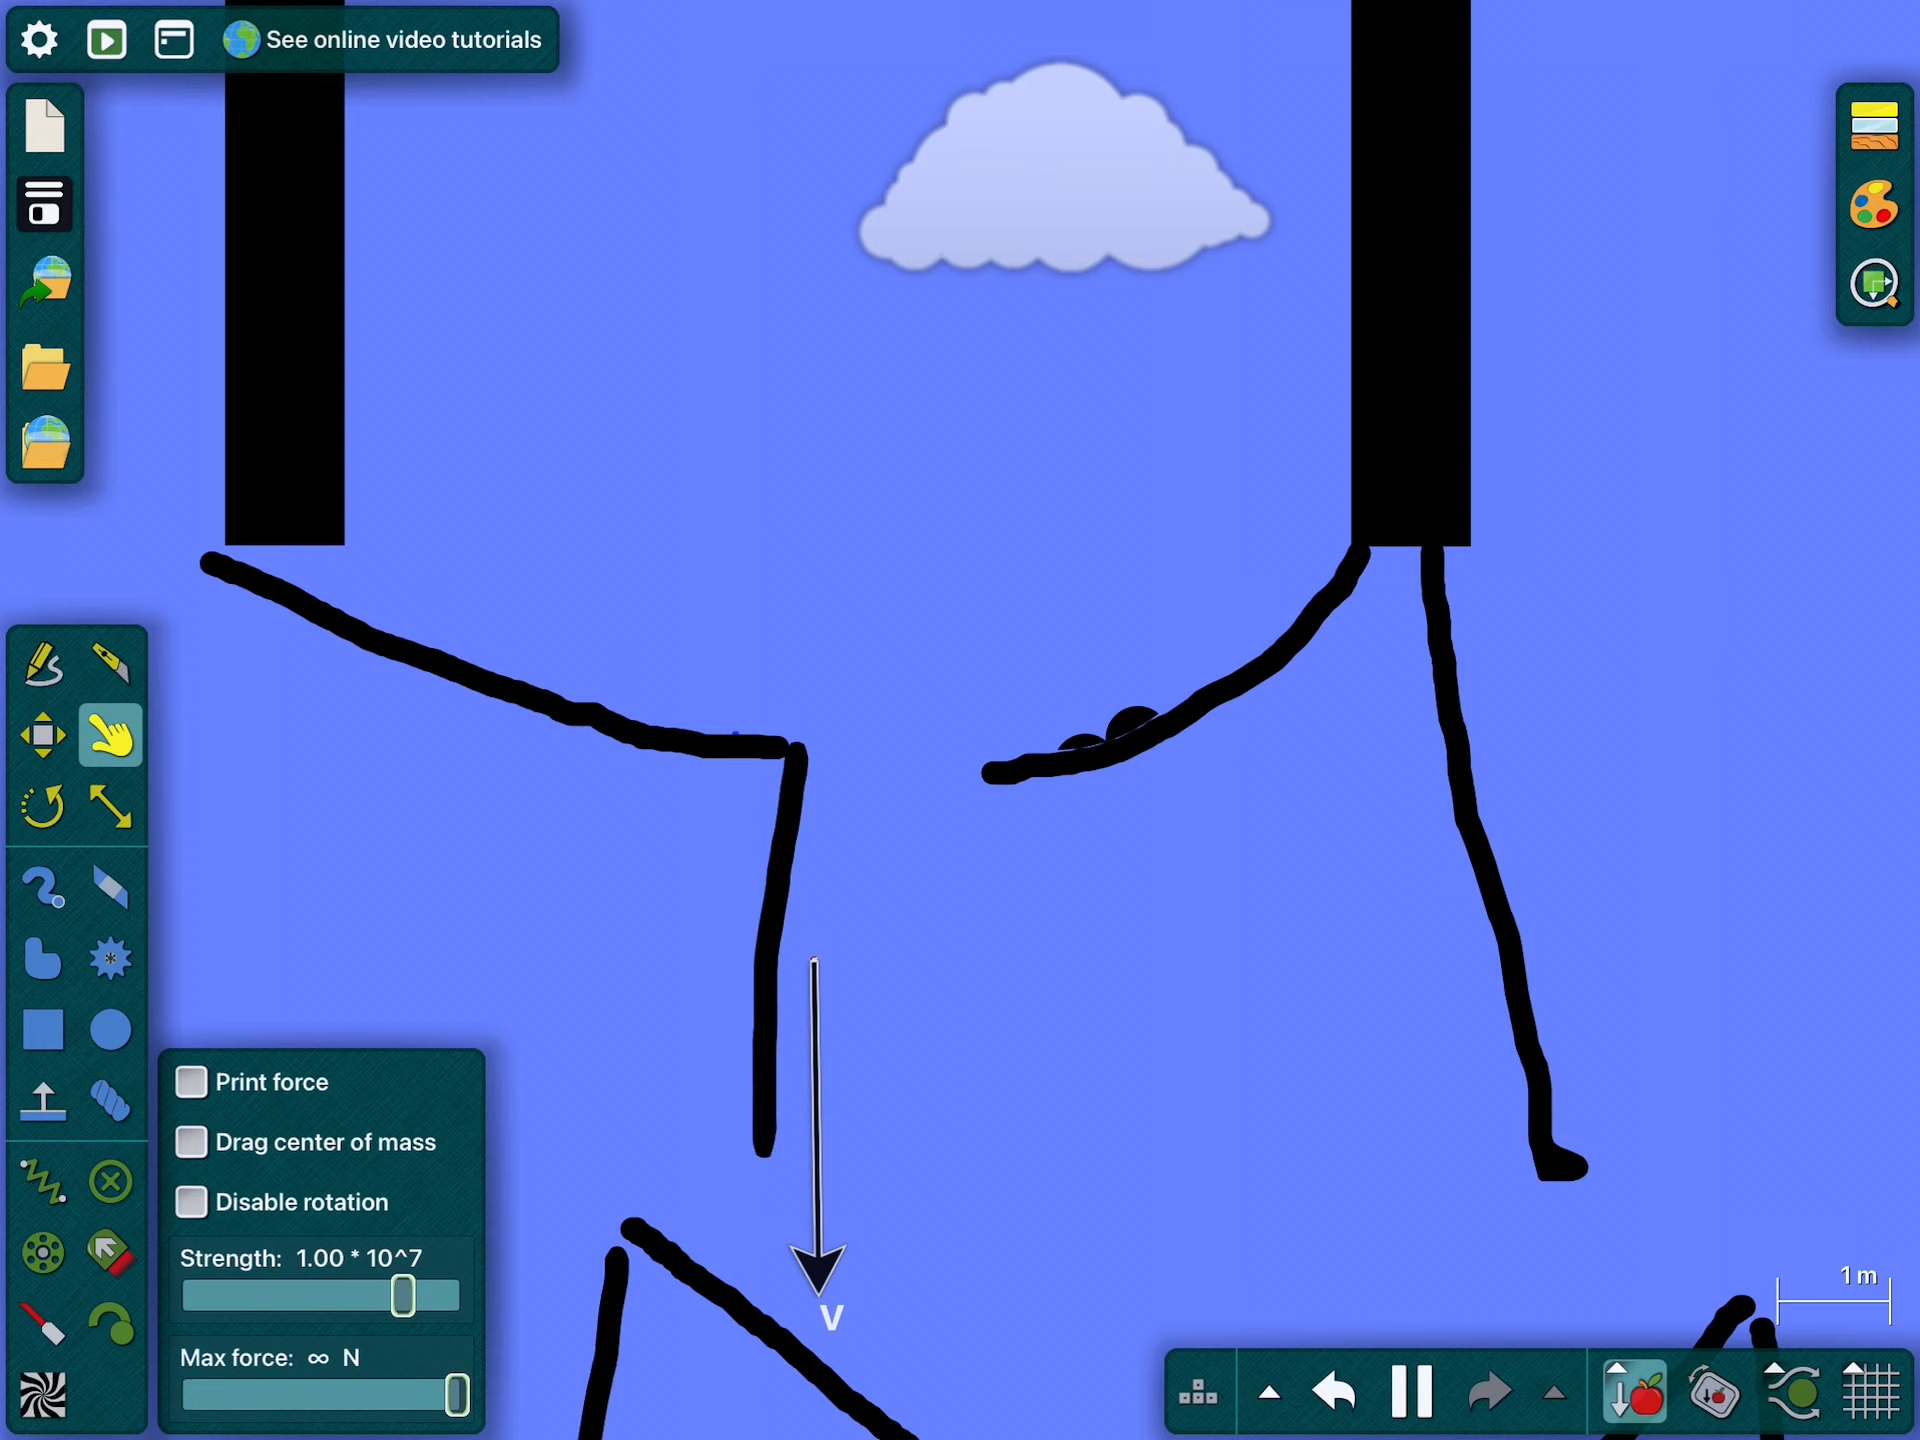 See online video tutorials
Print force
Drag center of mass
Disable rotation
Strength: 1.00 * 10^7
Max force: ∞ N
V
1 m